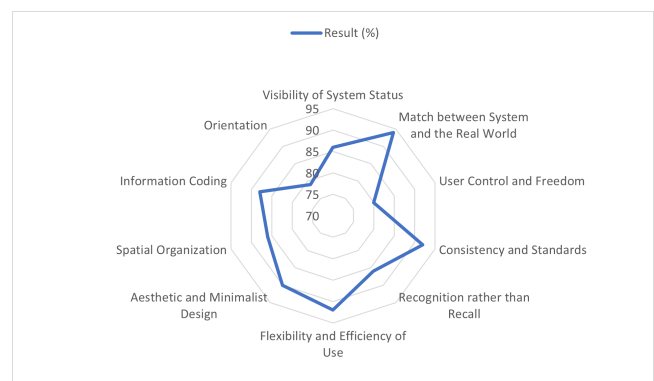 Result (%)
Visibility of System Status
95
90
85
80
75
70
Match between System
and the Real World
User Control and Freedom
Consistency and Standards
Recognition rather than
Recall
Flexibility and Efficiency of
Use
Aesthetic and Minimalist
Design
Spatial Organization
Information Coding
Orientation